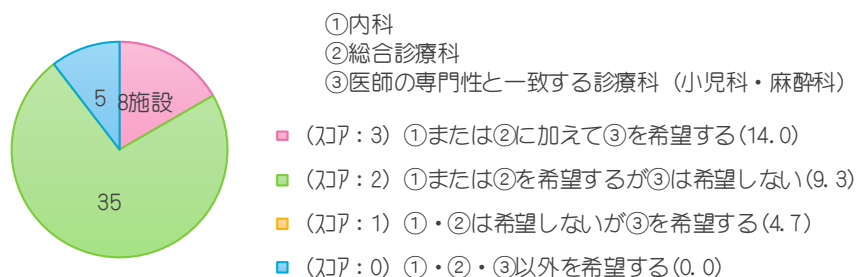 ①内科
②総合診療科
③医師の専門性と一致する診療科（小児科・麻酔科）
5
8施設
35
（ｽｺｱ：3）①または②に加えて③を希望する(14.0)
（ｽｺｱ：2）①または②を希望するが③は希望しない(9.3)
（ｽｺｱ：1）①・②は希望しないが③を希望する(4.7)
（ｽｺｱ：0）①・②・③以外を希望する(0.0)